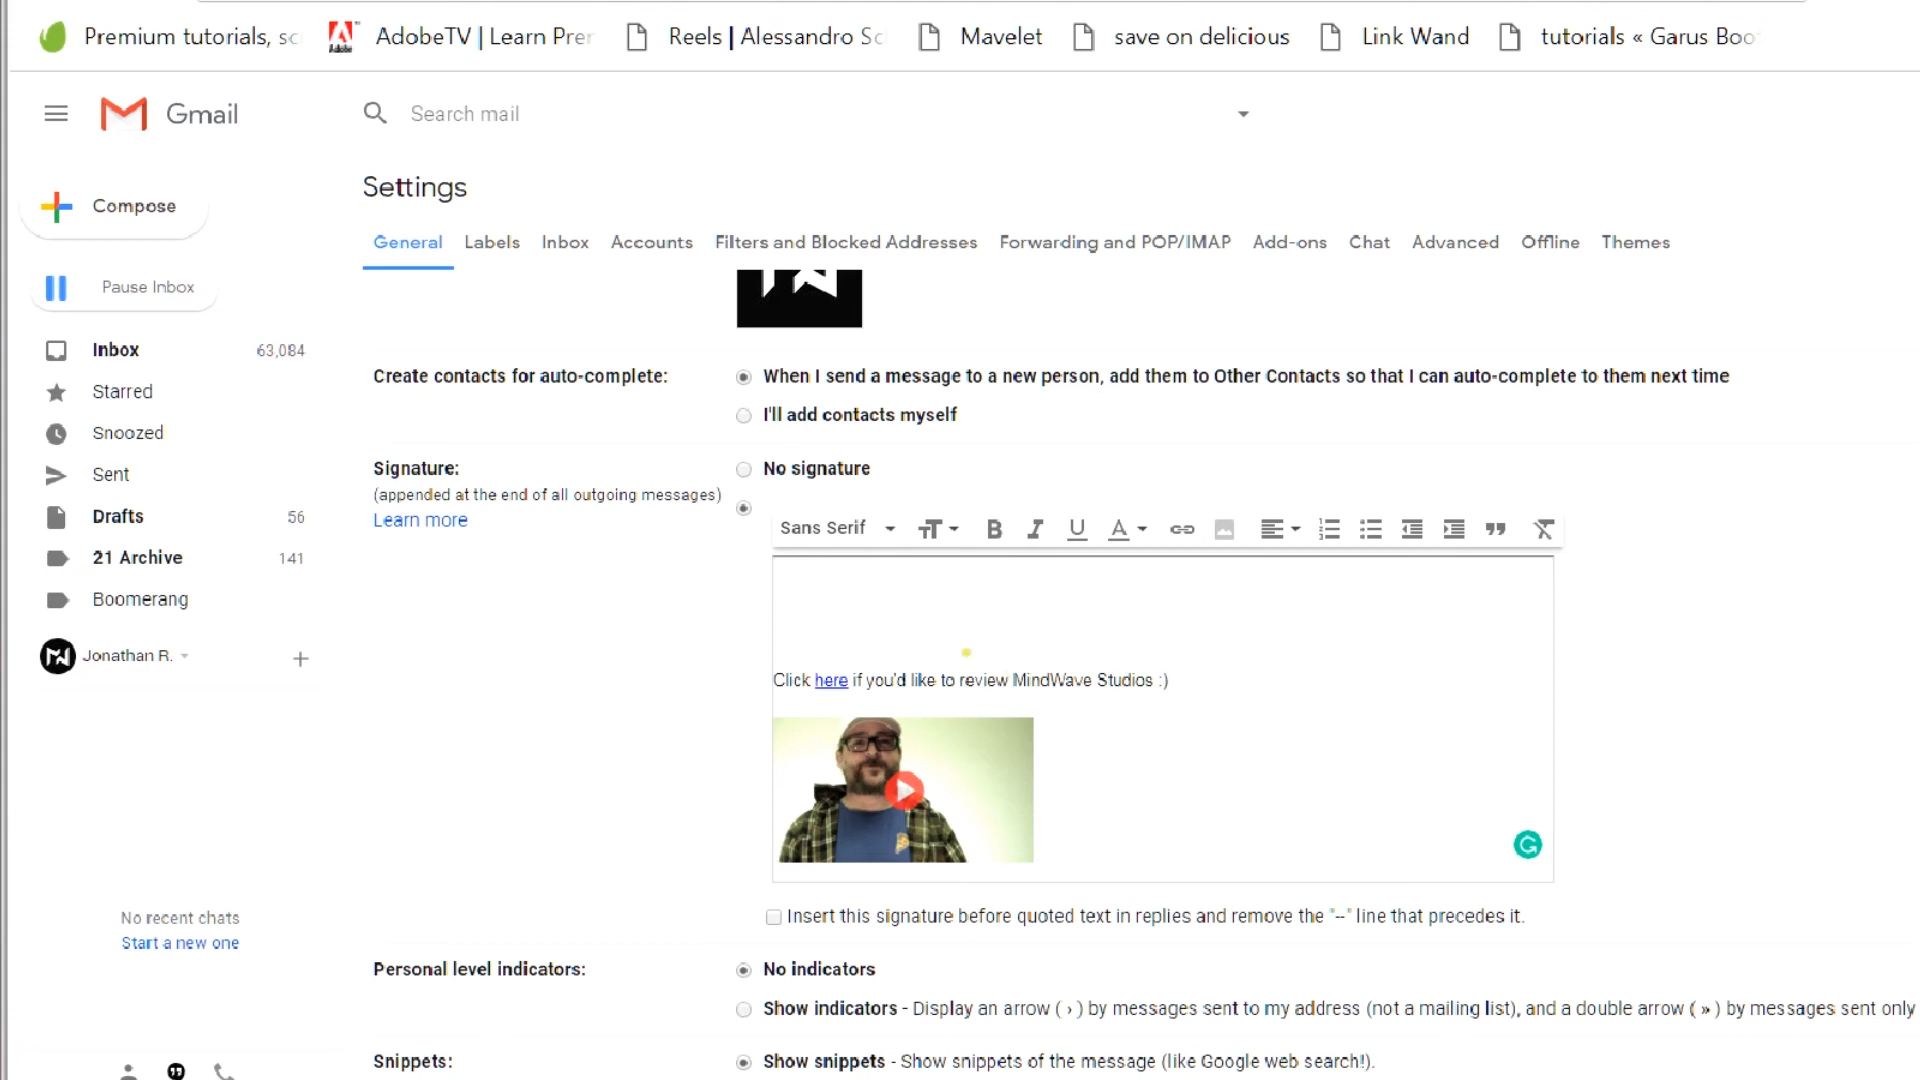 Premium tutorials, sc
Adobe AdobeTV | Learn Prer
Reels | Alessandro Sc
Mavelet
save on delicious
Link Wand
tutorials « Garus Boo
Gmail
Search mail
Compose
Pause Inbox
Inbox 63,084
Starred
Snoozed
Sent
Drafts 56
21 Archive 141
Boomerang
Jonathan R.
No recent chats
Start a new one
Settings
General Labels Inbox Accounts Filters and Blocked Addresses Forwarding and POP/IMAP Add-ons Chat Advanced Offline Themes
Create contacts for auto-complete:
When I send a message to a new person, add them to Other Contacts so that I can auto-complete to them next time
I'll add contacts myself
Signature:
(appended at the end of all outgoing messages)
Learn more
No signature
Sans Serif
Click here if you'd like to review MindWave Studios :)
Insert this signature before quoted text in replies and remove the "--" line that precedes it.
Personal level indicators:
No indicators
Show indicators - Display an arrow ( › ) by messages sent to my address (not a mailing list), and a double arrow ( » ) by messages sent only
Snippets:
Show snippets - Show snippets of the message (like Google web search!).